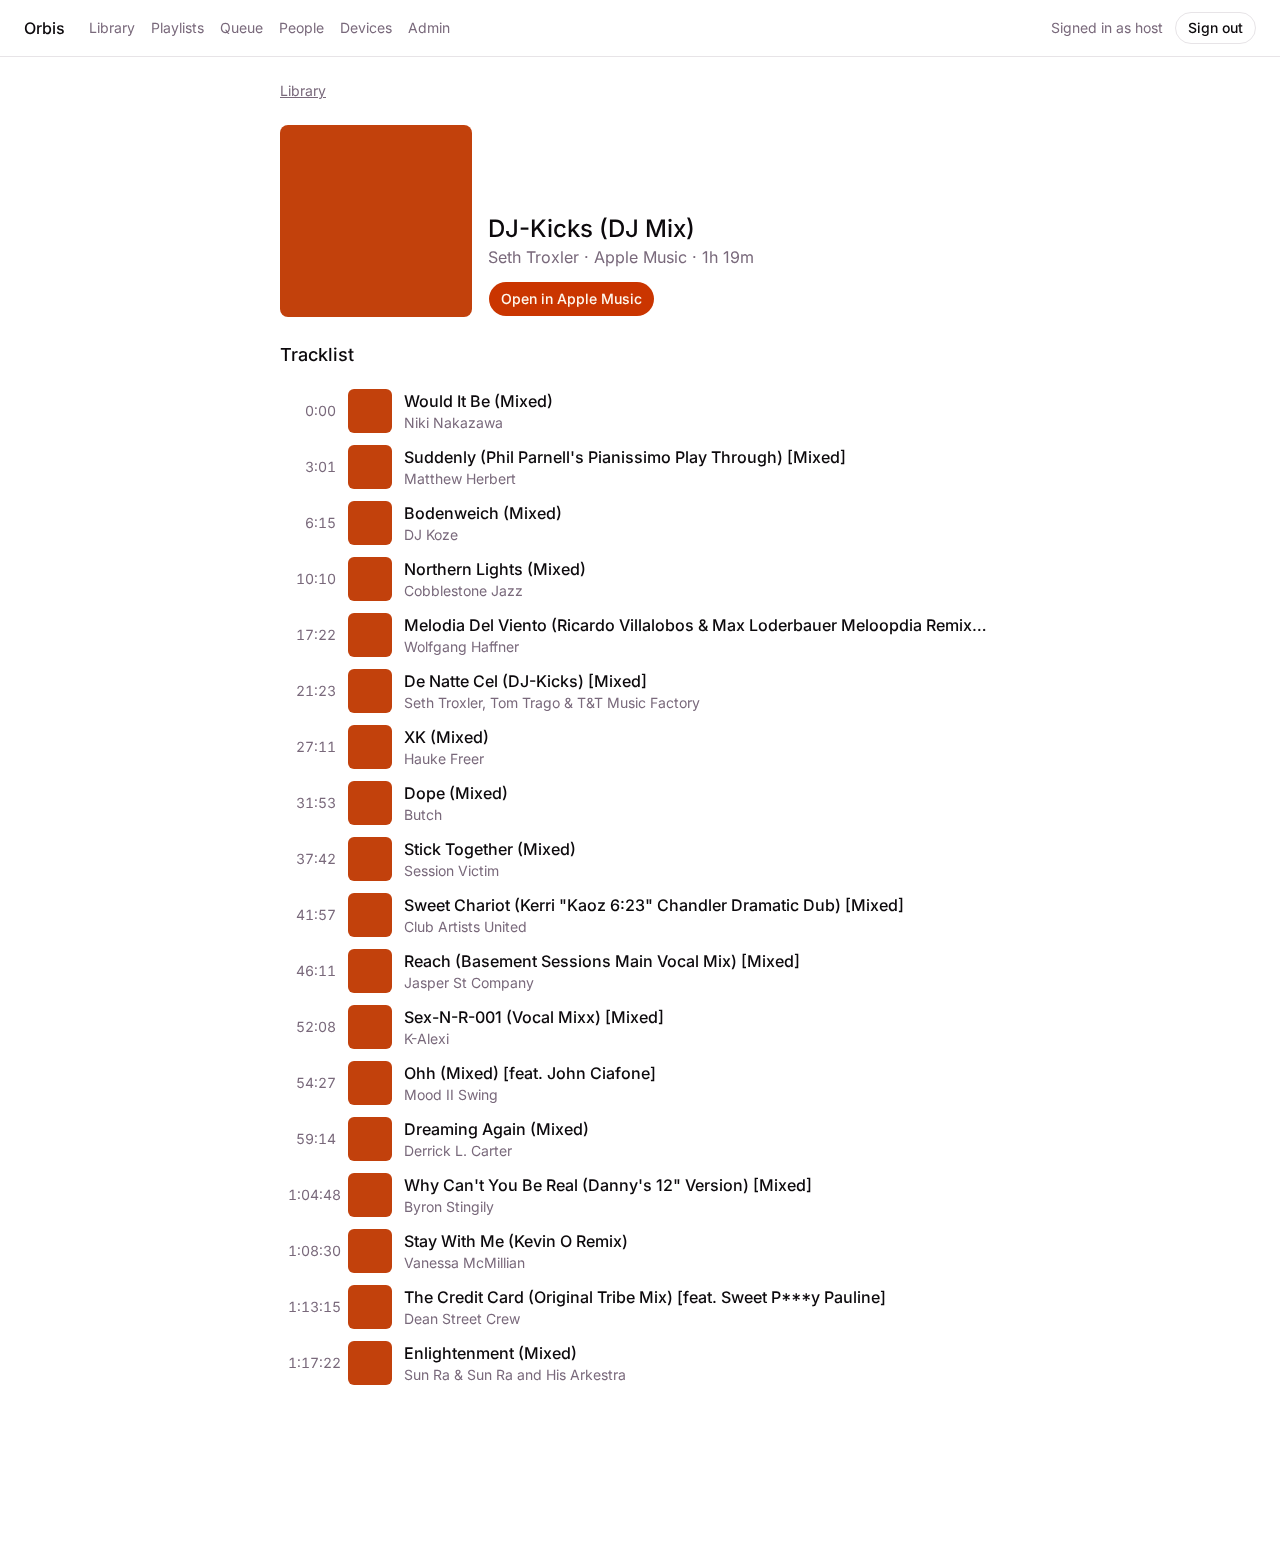 Orbis Library Playlists Queue People Devices Admin Signed in as host Sign out
Library
DJ-Kicks (DJ Mix)
Seth Troxler · Apple Music · 1h 19m
Open in Apple Music
Tracklist
0:00 Would It Be (Mixed)
Niki Nakazawa
3:01 Suddenly (Phil Parnell's Pianissimo Play Through) [Mixed]
Matthew Herbert
6:15 Bodenweich (Mixed)
DJ Koze
10:10 Northern Lights (Mixed)
Cobblestone Jazz
17:22 Melodia Del Viento (Ricardo Villalobos & Max Loderbauer Meloopdia Remix...
Wolfgang Haffner
21:23 De Natte Cel (DJ-Kicks) [Mixed]
Seth Troxler, Tom Trago & T&T Music Factory
27:11 XK (Mixed)
Hauke Freer
31:53 Dope (Mixed)
Butch
37:42 Stick Together (Mixed)
Session Victim
41:57 Sweet Chariot (Kerri "Kaoz 6:23" Chandler Dramatic Dub) [Mixed]
Club Artists United
46:11 Reach (Basement Sessions Main Vocal Mix) [Mixed]
Jasper St Company
52:08 Sex-N-R-001 (Vocal Mixx) [Mixed]
K-Alexi
54:27 Ohh (Mixed) [feat. John Ciafone]
Mood II Swing
59:14 Dreaming Again (Mixed)
Derrick L. Carter
1:04:48 Why Can't You Be Real (Danny's 12" Version) [Mixed]
Byron Stingily
1:08:30 Stay With Me (Kevin O Remix)
Vanessa McMillian
1:13:15 The Credit Card (Original Tribe Mix) [feat. Sweet P***y Pauline]
Dean Street Crew
1:17:22 Enlightenment (Mixed)
Sun Ra & Sun Ra and His Arkestra